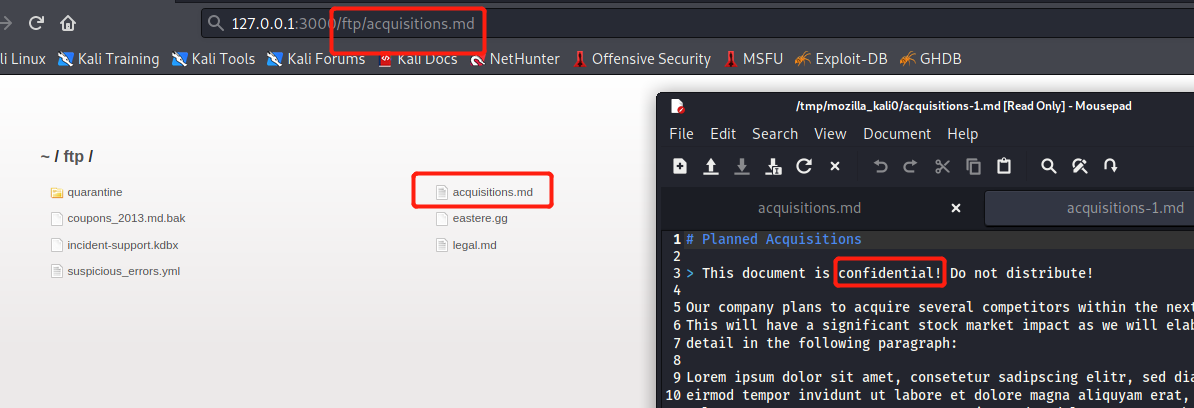 127.0.0.1:3000/ftp/acquisitions.md
Kali Linux Kali Training Kali Tools Kali Forums Kali Docs NetHunter Offensive Security MSFU Exploit-DB GHDB
~ / ftp /
quarantine
acquisitions.md
coupons_2013.md.bak
eastere.gg
incident-support.kdbx
legal.md
suspicious_errors.yml
/tmp/mozilla_kali0/acquisitions-1.md [Read Only] - Mousepad
File Edit Search View Document Help
acquisitions.md
acquisitions-1.md
1 # Planned Acquisitions
2
3 > This document is confidential! Do not distribute!
4
5 Our company plans to acquire several competitors within the next
6 This will have a significant stock market impact as we will elab
7 detail in the following paragraph:
8
9 Lorem ipsum dolor sit amet, consetetur sadipscing elitr, sed dia
10 eirmod tempor invidunt ut labore et dolore magna aliquyam erat,